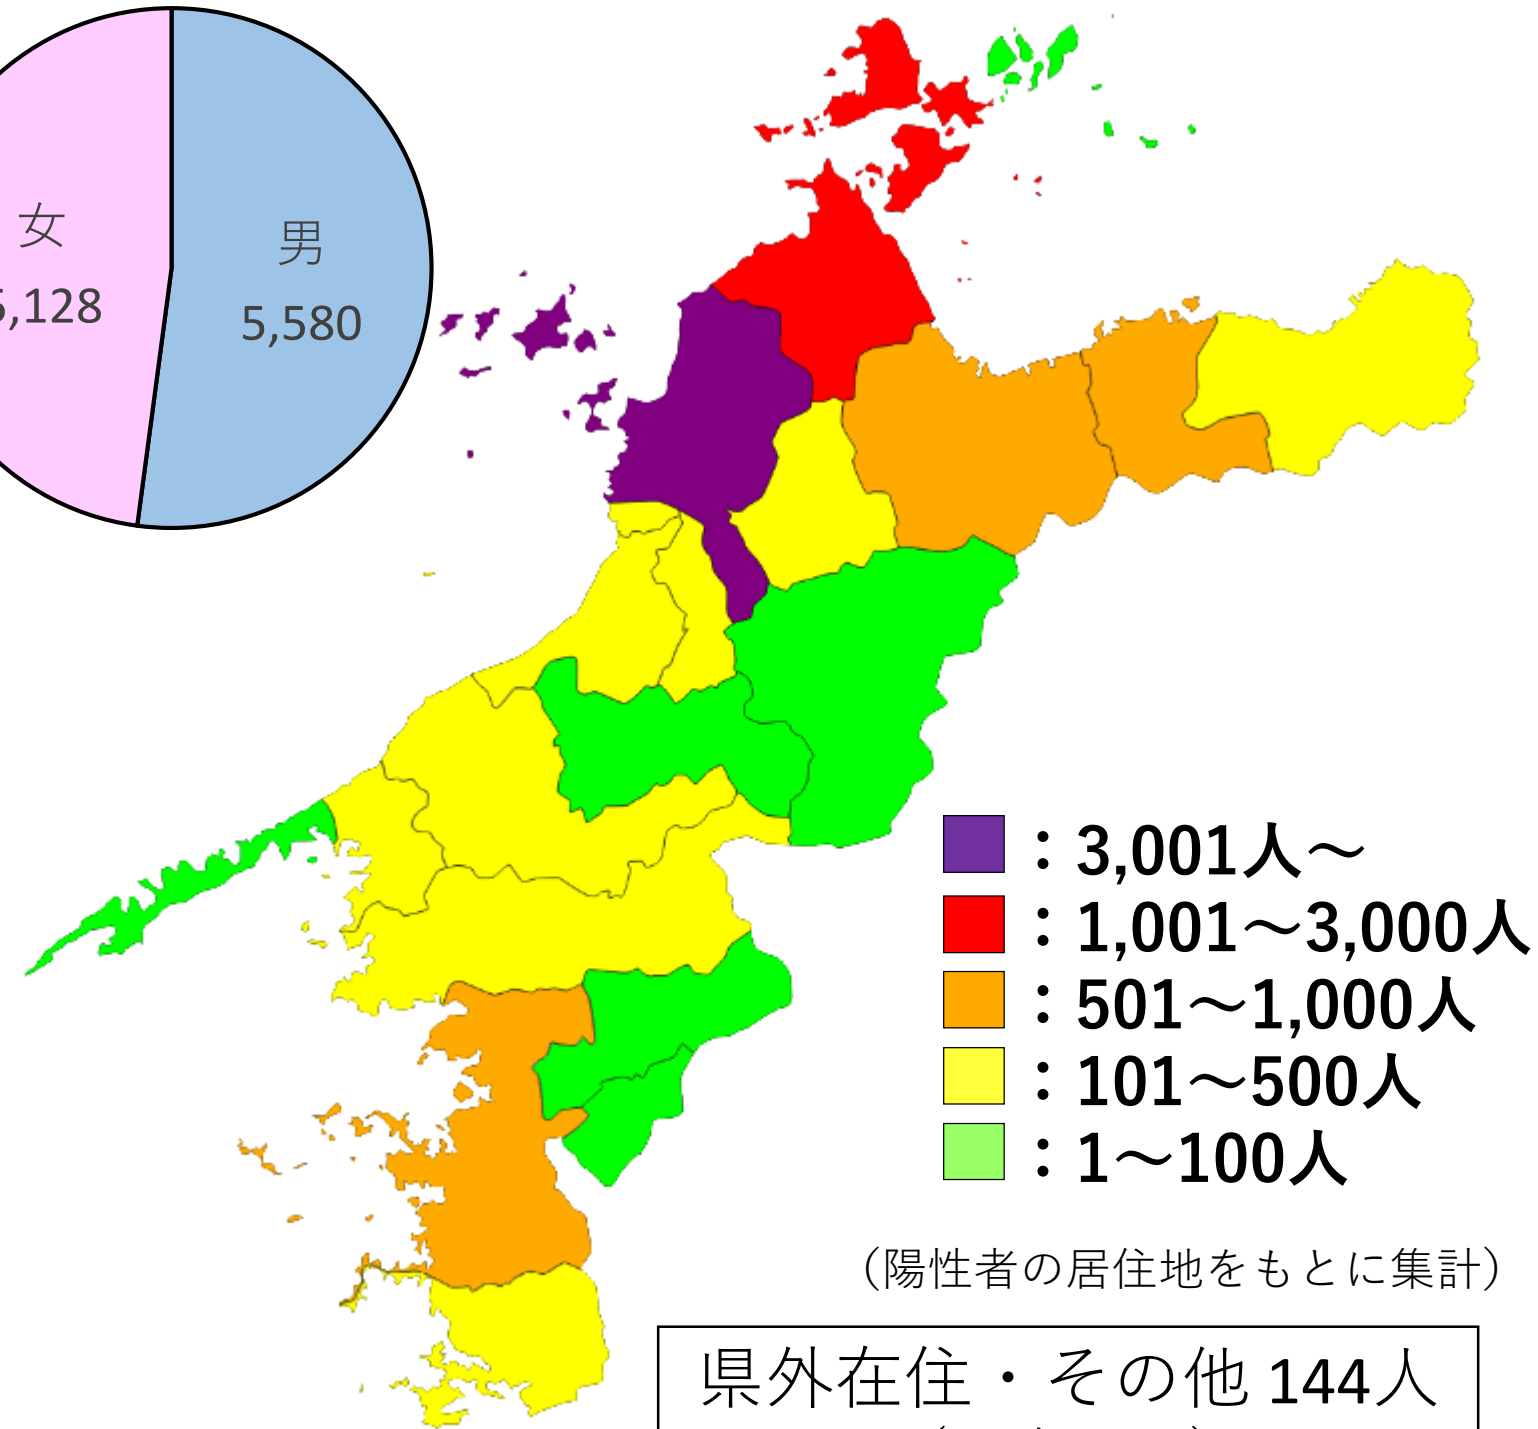 女
男
5,580
：3,001人～
：1,001～3,000人
：501～1,000人
：101～500人
：1～100人
（陽性者の居住地をもとに集計）
県外在住・その他 144人